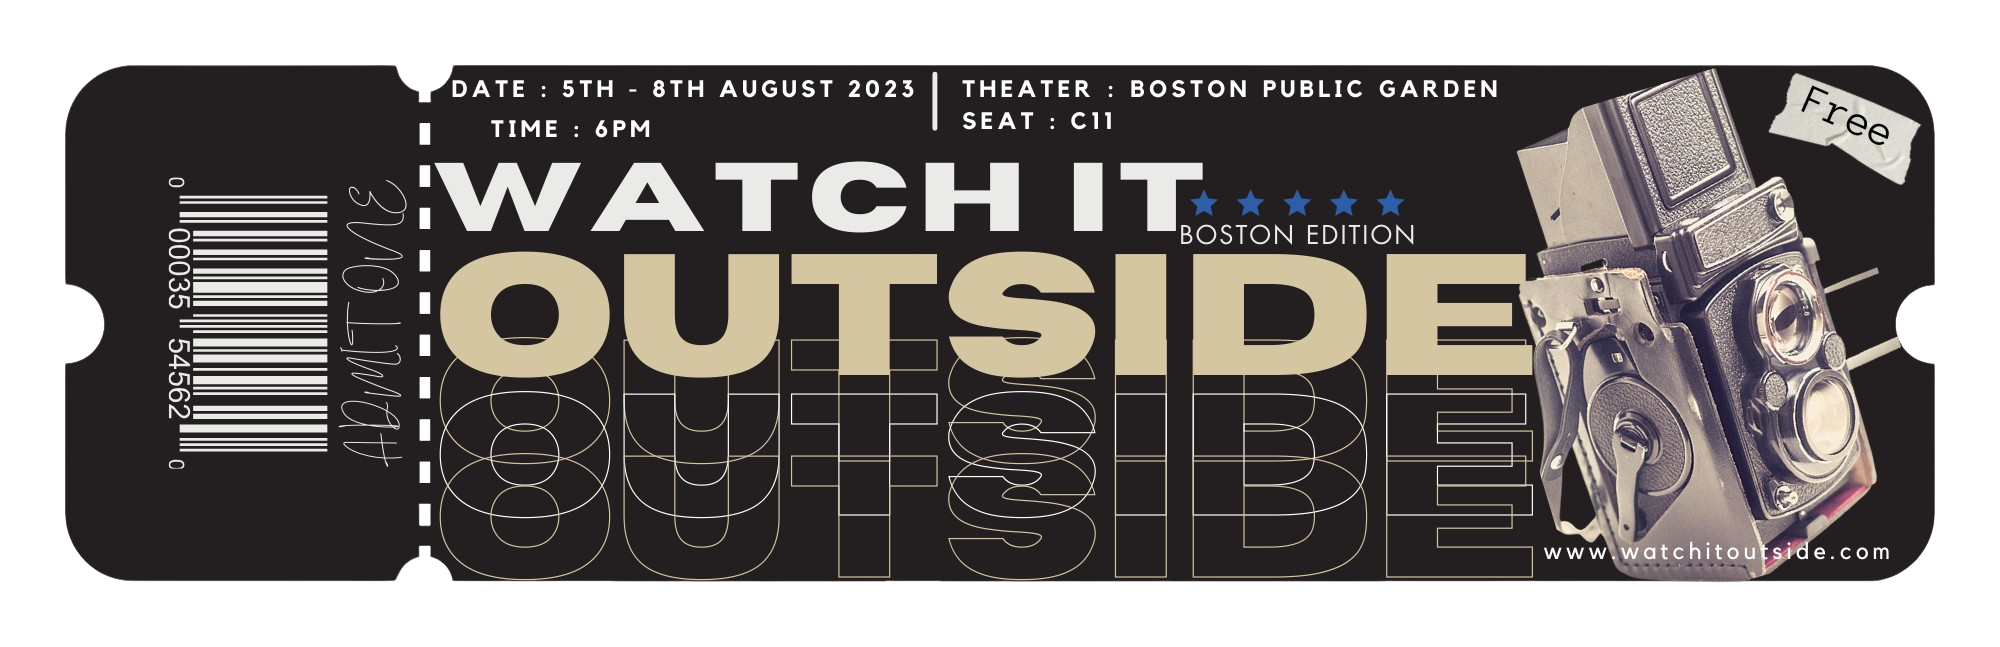 0 00035 54562 0
ADMIT ONE
DATE : 5TH - 8TH AUGUST 2023
TIME : 6PM
THEATER : BOSTON PUBLIC GARDEN
SEAT : C11
Free
WATCH IT
BOSTON EDITION
OUTSIDE
OUTSIDE
OUTSIDE
OUTSIDE
www.watchitoutside.com